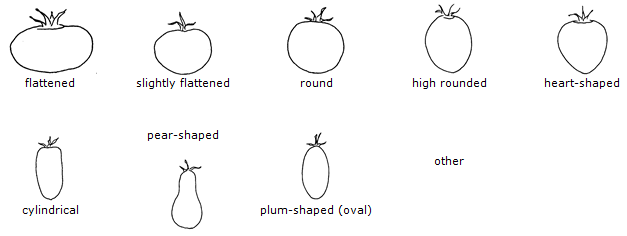 flattened
slightly flattened
round
high rounded
heart-shaped
pear-shaped
other
cylindrical
plum-shaped (oval)